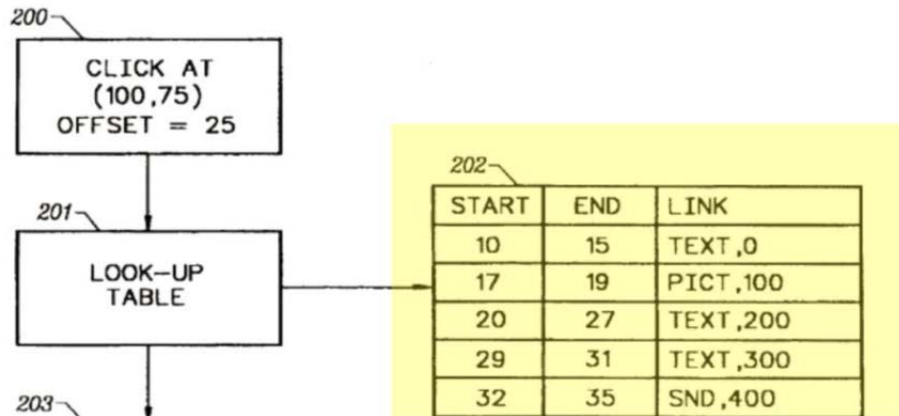 200
CLICK AT
(100,75)
OFFSET = 25
201
LOOK-UP
TABLE
202
START END LINK
10 15 TEXT,0
17 19 PICT,100
20 27 TEXT,200
29 31 TEXT,300
32 35 SND,400
203